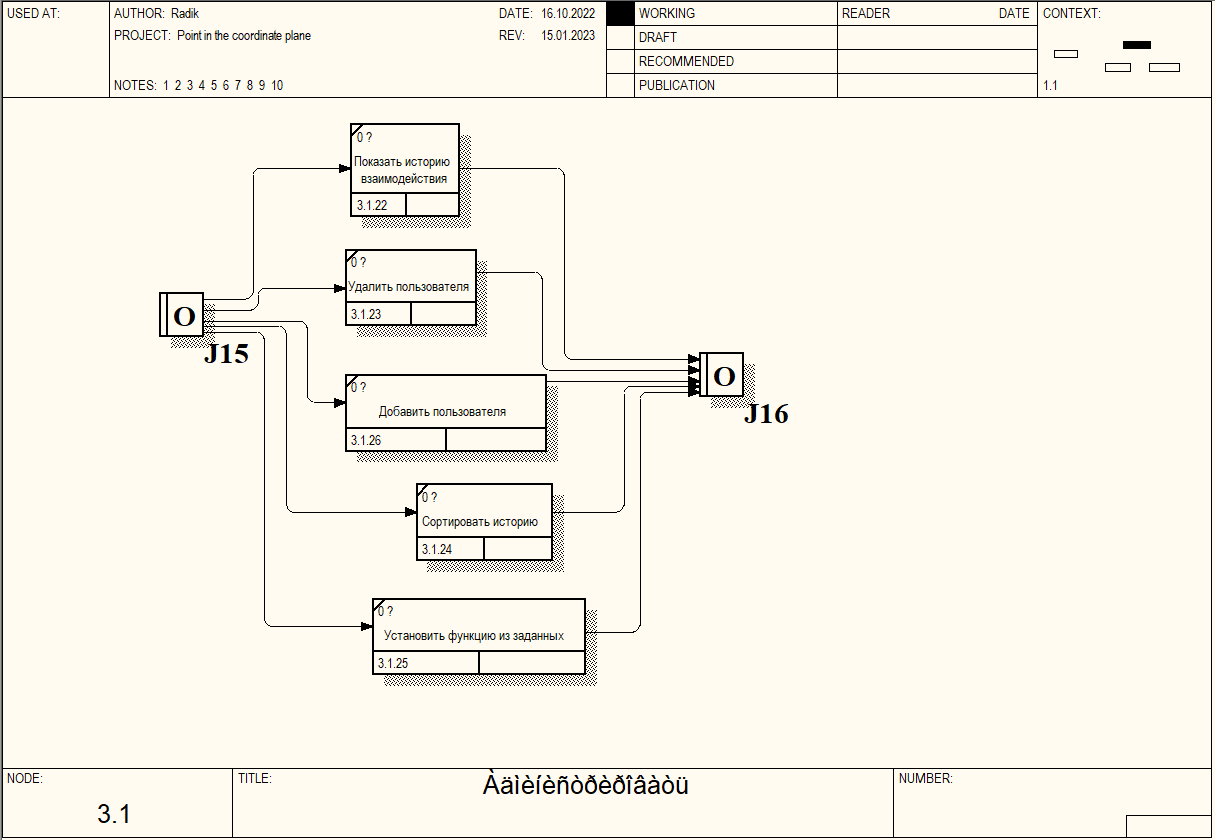 USED AT:
AUTHOR: Radik
DATE: 16.10.2022
PROJECT: Point in the coordinate plane
REV: 15.01.2023
NOTES: 1 2 3 4 5 6 7 8 9 10
WORKING
DRAFT
RECOMMENDED
PUBLICATION
READER DATE
CONTEXT:
1.1
0 ?
Показать историю
взаимодействия
3.1.22
0 ?
Удалить пользователя
3.1.23
O
J15
0 ?
Добавить пользователя
3.1.26
O
J16
0 ?
Сортировать историю
3.1.24
0 ?
Установить функцию из заданных
3.1.25
NODE:
3.1
TITLE:
Àäìèíèñòðèðîâàòü
NUMBER: